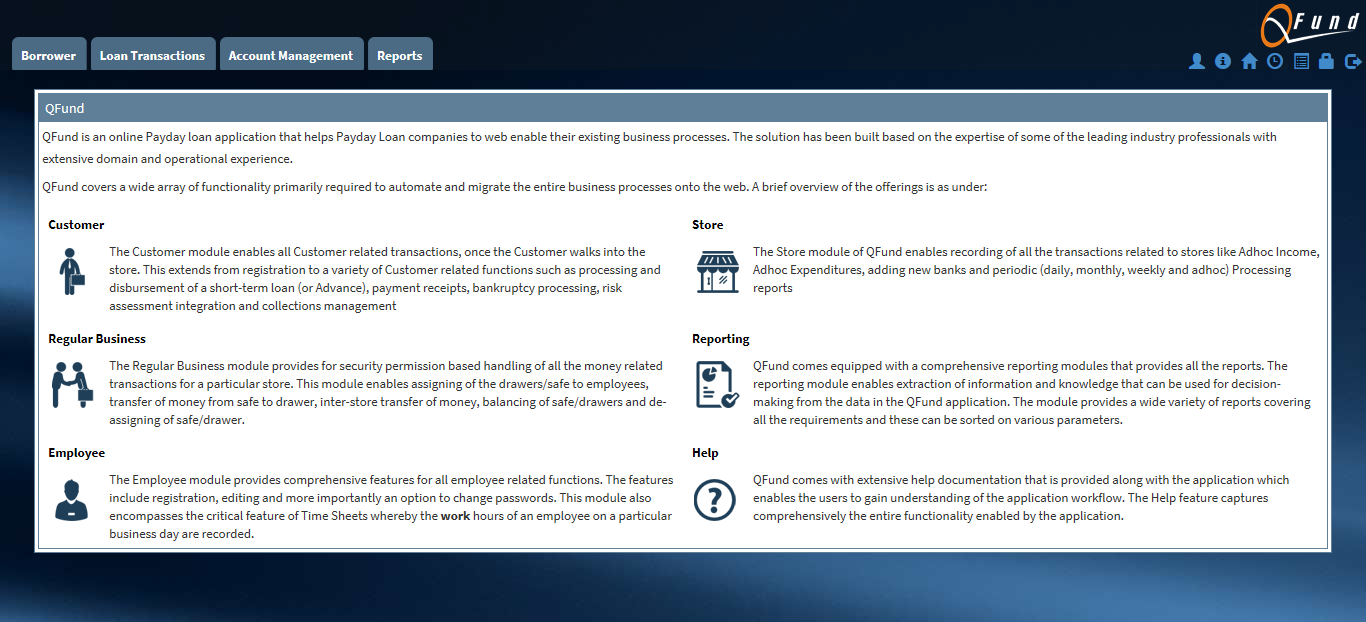 QFund
Borrower
Loan Transactions
Account Management
Reports
QFund
QFund is an online Payday loan application that helps Payday Loan companies to web enable their existing business processes. The solution has been built based on the expertise of some of the leading industry professionals with
extensive domain and operational experience.
QFund covers a wide array of functionality primarily required to automate and migrate the entire business processes onto the web. A brief overview of the offerings is as under:
Customer
The Customer module enables all Customer related transactions, once the Customer walks into the
store. This extends from registration to a variety of Customer related functions such as processing and
disbursement of a short-term loan (or Advance), payment receipts, bankruptcy processing, risk
assessment integration and collections management
Store
The Store module of QFund enables recording of all the transactions related to stores like Adhoc Income,
Adhoc Expenditures, adding new banks and periodic (daily, monthly, weekly and adhoc) Processing
reports
Regular Business
The Regular Business module provides for security permission based handling of all the money related
transactions for a particular store. This module enables assigning of the drawers/safe to employees,
transfer of money from safe to drawer, inter-store transfer of money, balancing of safe/drawers and de-
assigning of safe/drawer.
Reporting
QFund comes equipped with a comprehensive reporting modules that provides all the reports. The
reporting module enables extraction of information and knowledge that can be used for decision-
making from the data in the QFund application. The module provides a wide variety of reports covering
all the requirements and these can be sorted on various parameters.
Employee
The Employee module provides comprehensive features for all employee related functions. The features
include registration, editing and more importantly an option to change passwords. This module also
encompasses the critical feature of Time Sheets whereby the work hours of an employee on a particular
business day are recorded.
Help
QFund comes with extensive help documentation that is provided along with the application which
enables the users to gain understanding of the application workflow. The Help feature captures
comprehensively the entire functionality enabled by the application.